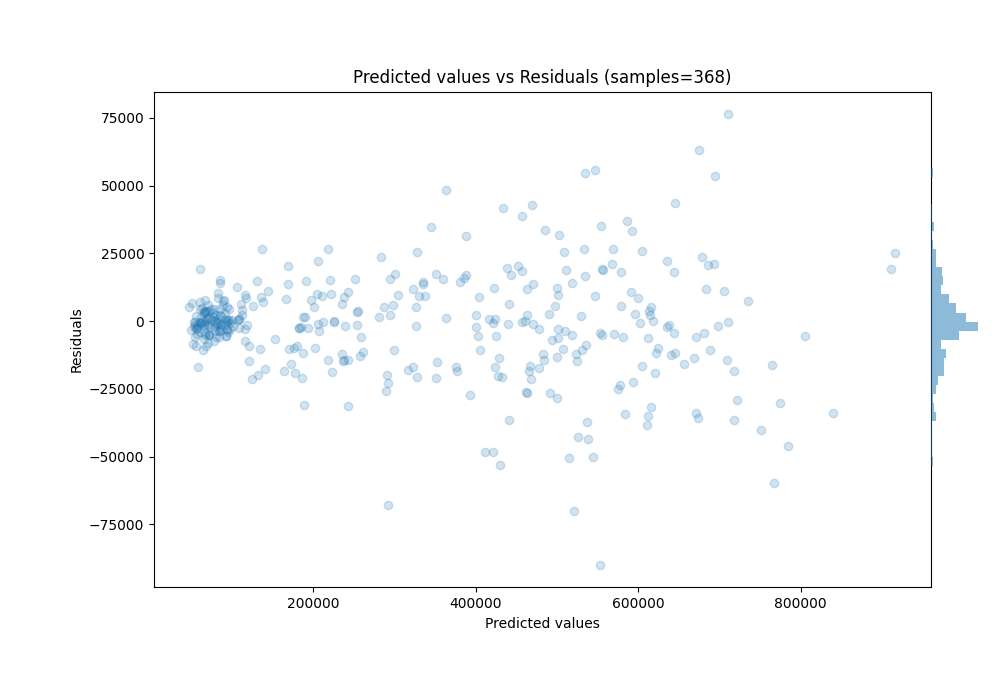 Predicted values vs Residuals (samples=368)
75000
50000
25000
0
−25000
−50000
−75000
Residuals
200000 400000 600000 800000
Predicted values